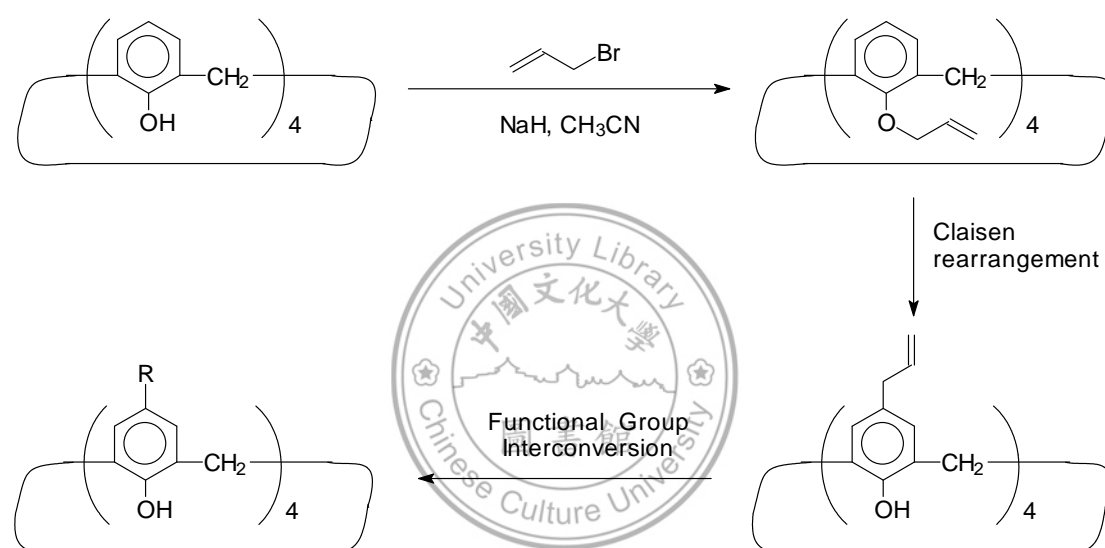 Br
NaH, CH3CN
CH2
OH
4
CH2
O
4
Claisen
rearrangement
University Library
中國文化大學
圖書館
Chinese Culture University
R
CH2
OH
4
Functional Group
Interconversion
CH2
OH
4